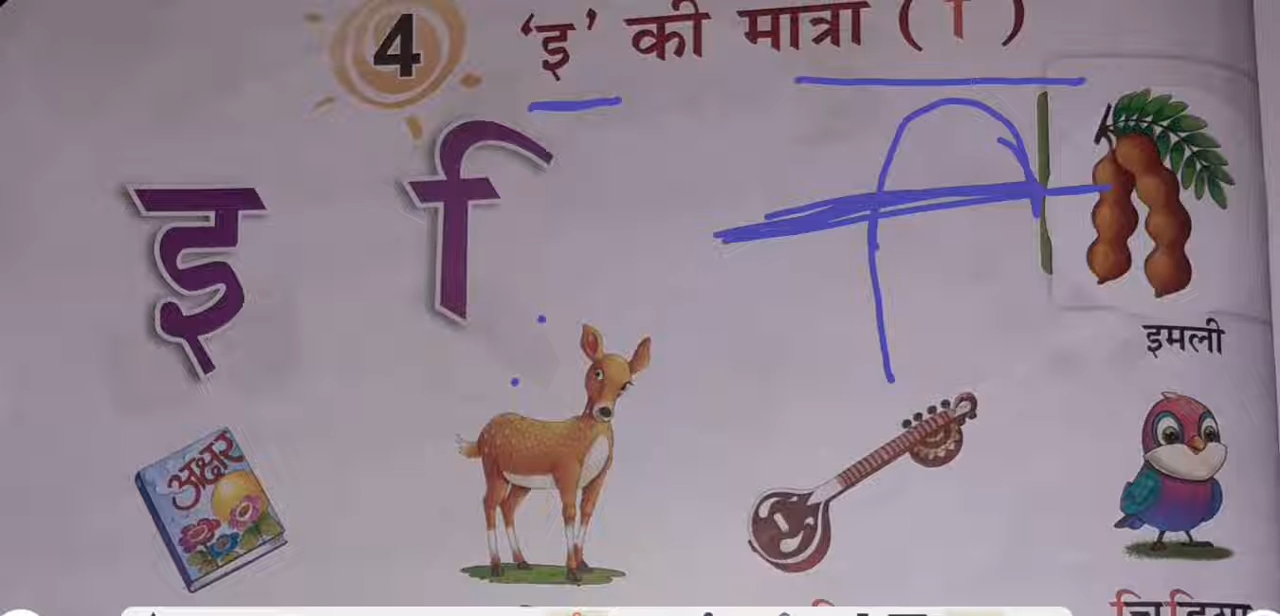 4 'इ' की मात्रा ( ि )
इ ि
ि
इमली
अक्षर
चिड़िया